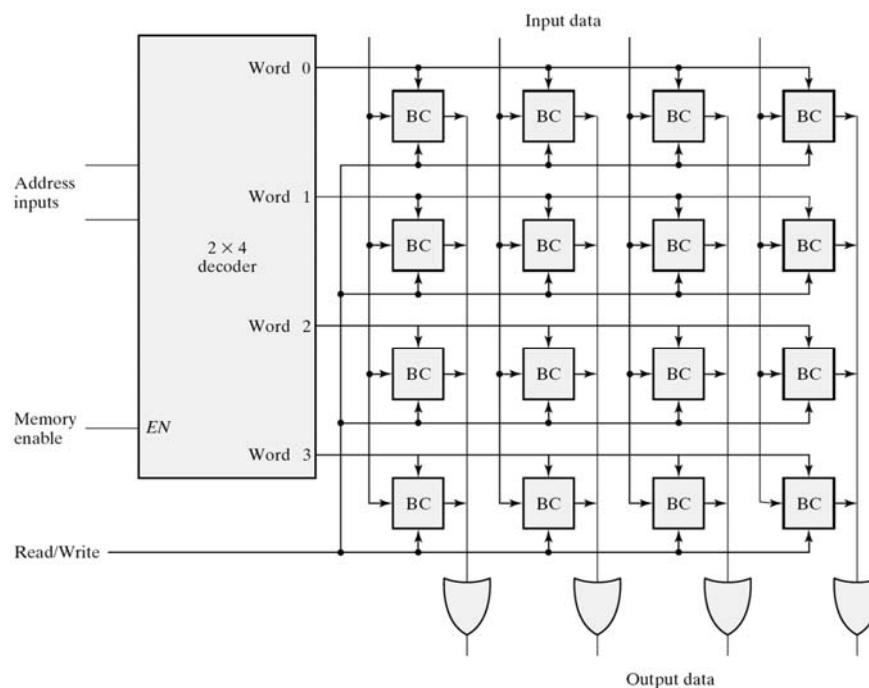 Input data
Word 0
BC BC BC BC
Address
inputs
Word 1
2 × 4
decoder
BC BC BC BC
Word 2
BC BC BC BC
Memory
enable
EN
Word 3
BC BC BC BC
Read/Write
Output data